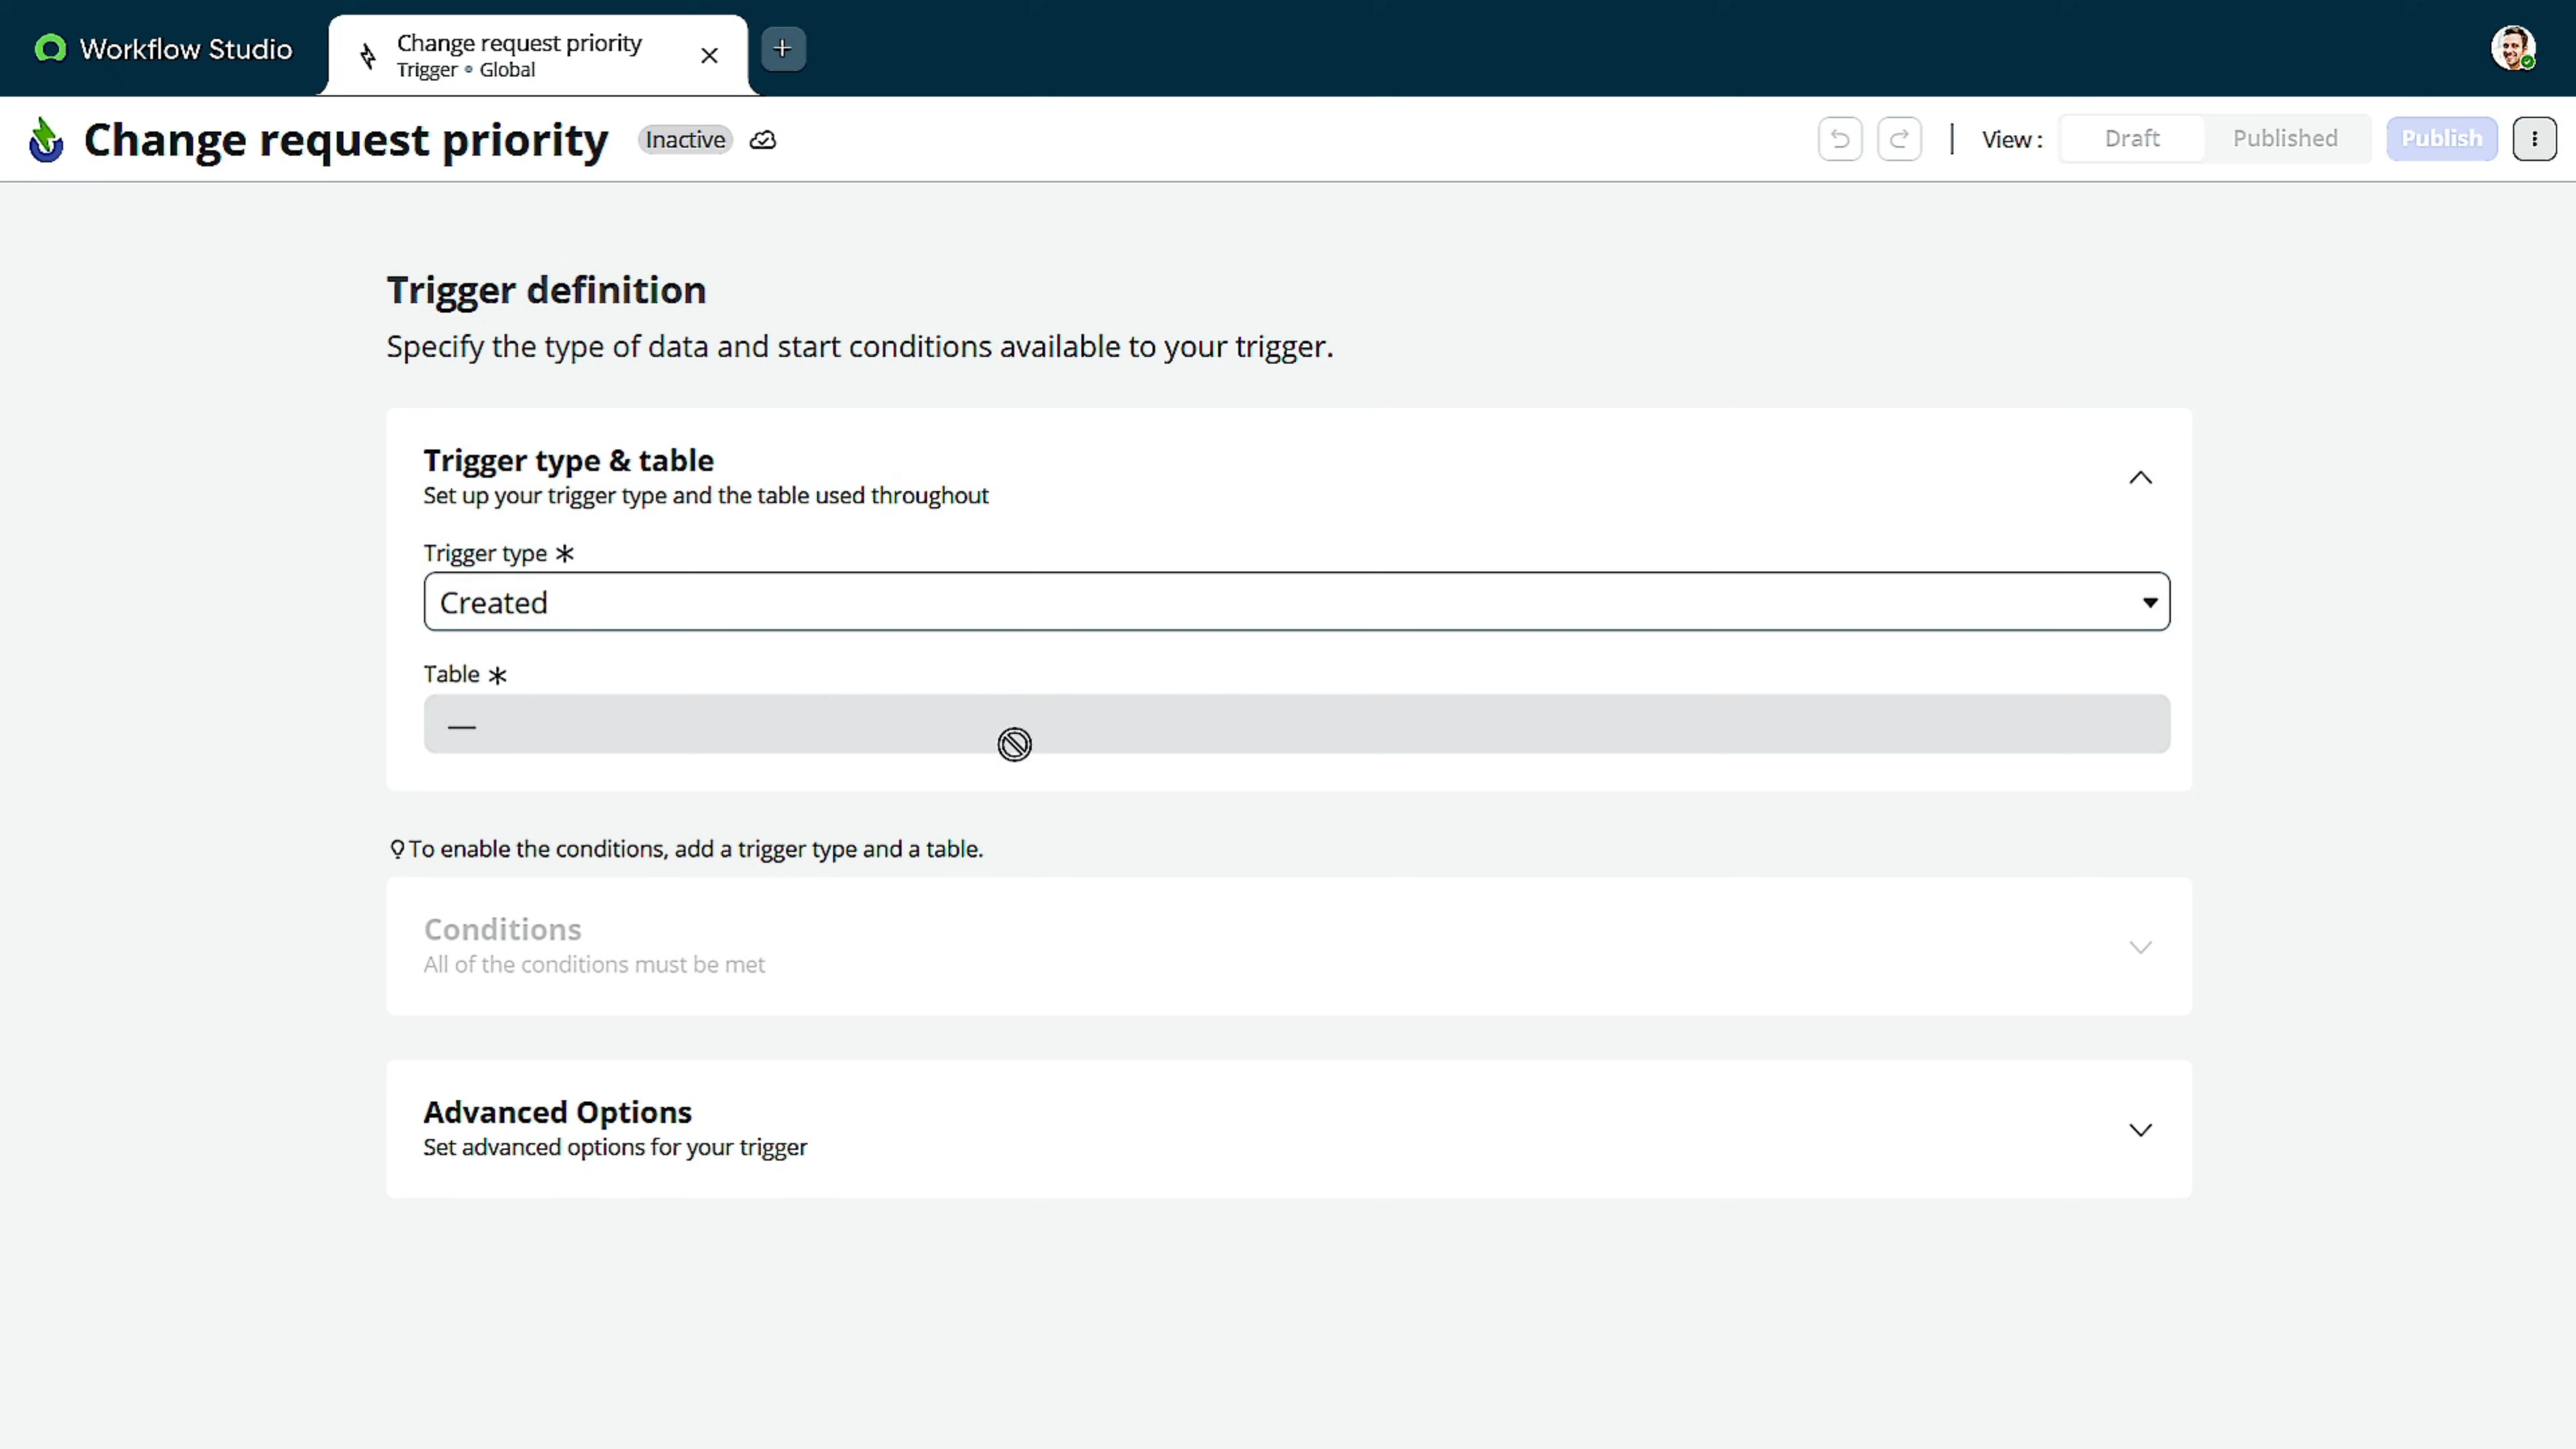 Workflow Studio
Change request priority
Trigger • Global
Change request priority
Inactive
View :
Draft
Published
Publish
Trigger definition
Specify the type of data and start conditions available to your trigger.
Trigger type & table
Set up your trigger type and the table used throughout
Trigger type *
Created
Table *
—
To enable the conditions, add a trigger type and a table.
Conditions
All of the conditions must be met
Advanced Options
Set advanced options for your trigger